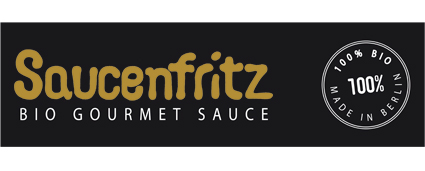 Saucenfritz
BIO GOURMET SAUCE
100% BIO
100%
MADE IN BERLIN